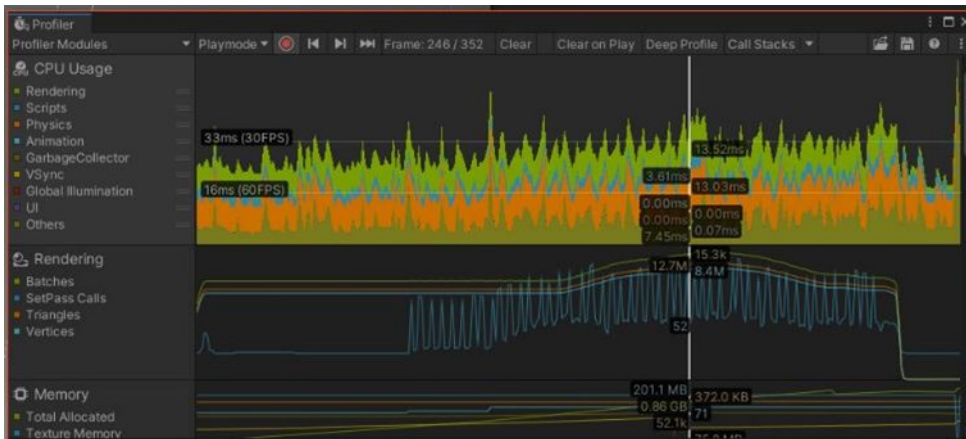 Profiler
Profiler Modules
Playmode
Frame: 246 / 352
Clear
Clear on Play
Deep Profile
Call Stacks
CPU Usage
Rendering
Scripts
Physics
Animation
GarbageCollector
VSync
Global Illumination
UI
Others
33ms (30FPS)
16ms (60FPS)
13.52ms
3.61ms
13.03ms
0.00ms
0.00ms
0.00ms
0.07ms
7.45ms
Rendering
Batches
SetPass Calls
Triangles
Vertices
15.3k
12.7M
8.4M
52
Memory
Total Allocated
Texture Memory
201.1 MB
372.0 KB
0.86 GB
71
52.1k